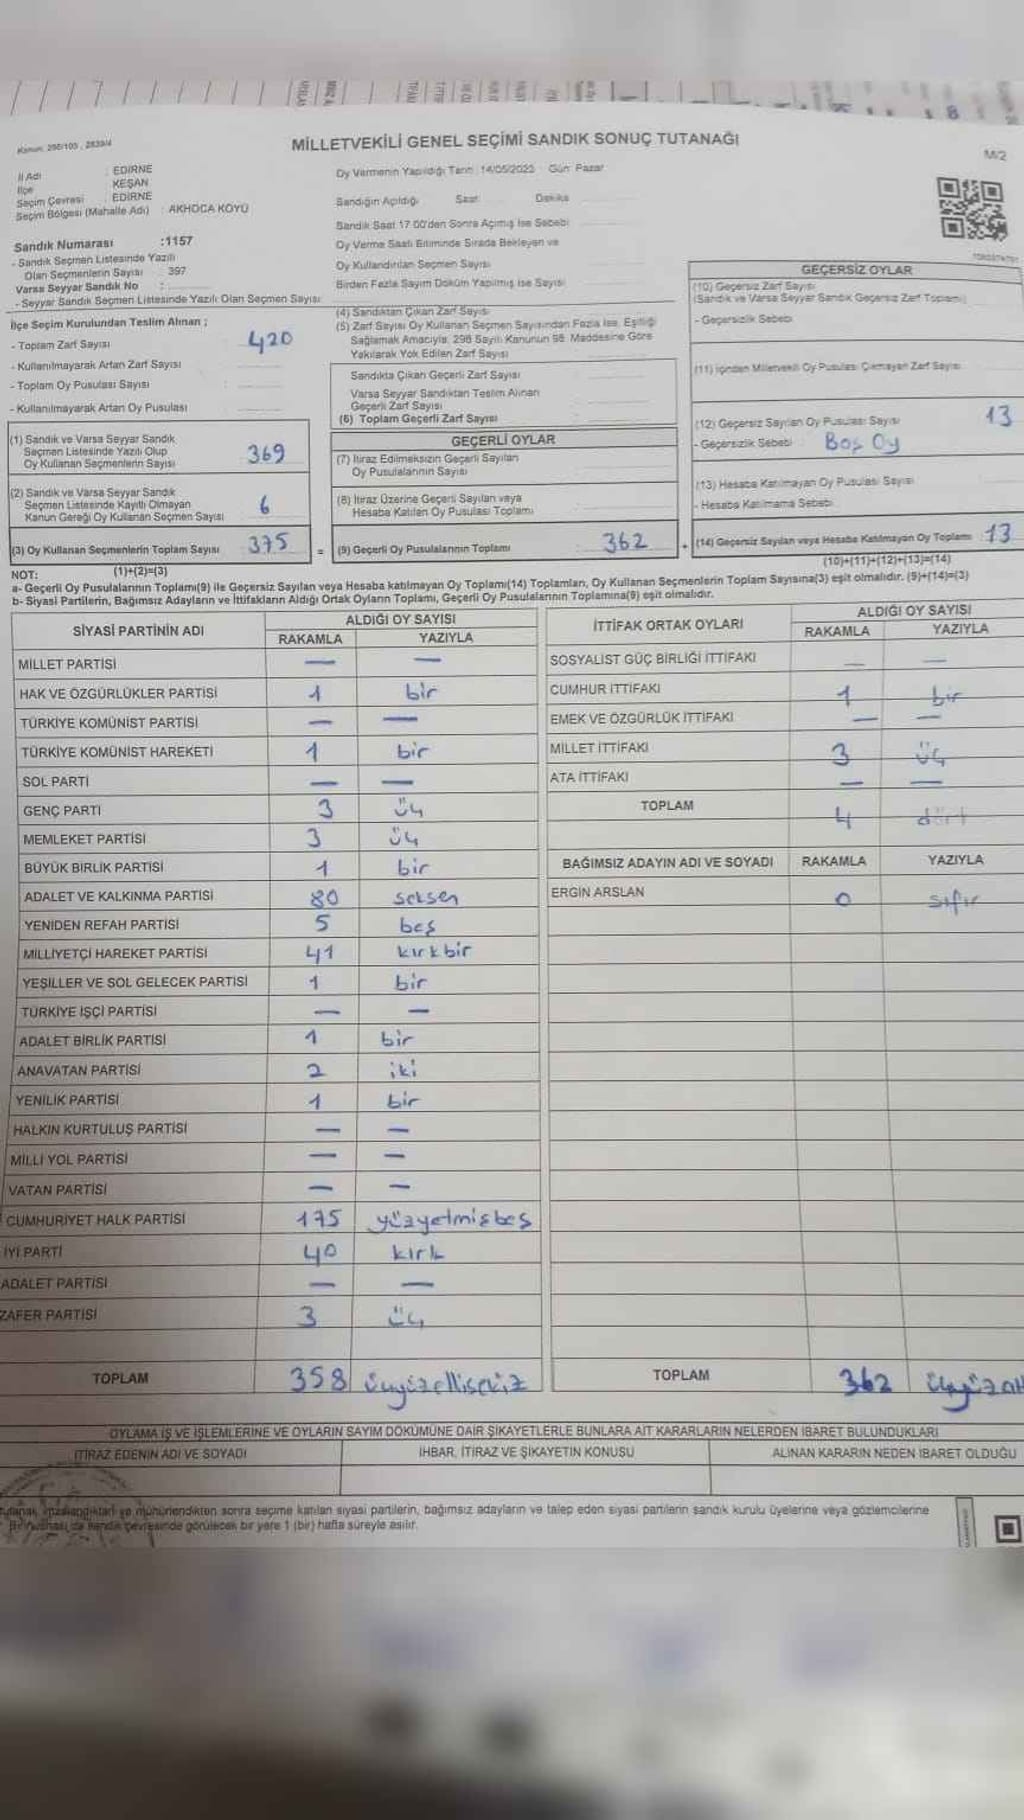 MİLLETVEKİLİ GENEL SEÇİMİ SANDIK SONUÇ TUTANAĞI
Kanun: 298/105 , 2839/4
M/2
İl Adı : EDİRNE
İlçe KEŞAN
Seçim Çevresi : EDİRNE
Seçim Bölgesi (Mahalle Adı) : AKHOCA KÖYÜ
Sandık Numarası :1157
- Sandık Seçmen Listesinde Yazılı
Olan Seçmenlerin Sayısı : 397
Varsa Seyyar Sandık No :
- Seyyar Sandık Seçmen Listesinde Yazılı Olan Seçmen Sayısı
Oy Vermenin Yapıldığı Tarih :14/05/2023 Gün: Pazar
Sandığın Açıldığı Saat Dakika
Sandık Saat 17.00'den Sonra Açılmış İse Sebebi
Oy Verme Saati Bitiminde Sırada Bekleyen ve
Oy Kullandırılan Seçmen Sayısı
Birden Fazla Sayım Döküm Yapılmış İse Sayısı
İlçe Seçim Kurulundan Teslim Alınan ;
- Toplam Zarf Sayısı 420
- Kullanılmayarak Artan Zarf Sayısı
- Toplam Oy Pusulası Sayısı
- Kullanılmayarak Artan Oy Pusulası
(1) Sandık ve Varsa Seyyar Sandık
Seçmen Listesinde Yazılı Olup
Oy Kullanan Seçmenlerin Sayısı 369
(2) Sandık ve Varsa Seyyar Sandık
Seçmen Listesinde Kayıtlı Olmayan
Kanun Gereği Oy Kullanan Seçmen Sayısı 6
(3) Oy Kullanan Seçmenlerin Toplam Sayısı 375 =
(1)+(2)=(3)
(4) Sandıktan Çıkan Zarf Sayısı
(5) Zarf Sayısı Oy Kullanan Seçmen Sayısından Fazla İse, Eşitliği
Sağlamak Amacıyla, 298 Sayılı Kanunun 98. Maddesine Göre
Yakılarak Yok Edilen Zarf Sayısı
Sandıkta Çıkan Geçerli Zarf Sayısı
Varsa Seyyar Sandıktan Teslim Alınan
Geçerli Zarf Sayısı
(6) Toplam Geçerli Zarf Sayısı
GEÇERLİ OYLAR
(7) İtiraz Edilmeksizin Geçerli Sayılan
Oy Pusulalarının Sayısı
(8) İtiraz Üzerine Geçerli Sayılan veya
Hesaba Katılan Oy Pusulası Toplamı
(9) Geçerli Oy Pusulalarının Toplamı : 362 +
GEÇERSİZ OYLAR
(10) Geçersiz Zarf Sayısı
(Sandık ve Varsa Seyyar Sandık Geçersiz Zarf Toplamı)
- Geçersizlik Sebebi
(11) İçinden Milletvekili Oy Pusulası Çıkmayan Zarf Sayısı
(12) Geçersiz Sayılan Oy Pusulası Sayısı 13
- Geçersizlik Sebebi Boş Oy
(13) Hesaba Katılmayan Oy Pusulası Sayısı
- Hesaba Katılmama Sebebi
(14) Geçersiz Sayılan veya Hesaba Katılmayan Oy Toplamı : 13
(10)+(11)+(12)+(13)=(14)
NOT:
a- Geçerli Oy Pusulalarının Toplamı(9) ile Geçersiz Sayılan veya Hesaba katılmayan Oy Toplamı(14) Toplamları, Oy Kullanan Seçmenlerin Toplam Sayısına(3) eşit olmalıdır. (9)+(14)=(3)
b- Siyasi Partilerin, Bağımsız Adayların ve İttifakların Aldığı Ortak Oyların Toplamı, Geçerli Oy Pusulalarının Toplamına(9) eşit olmalıdır.
SİYASİ PARTİNİN ADI ALDIĞI OY SAYISI
RAKAMLA YAZIYLA
MİLLET PARTİSİ — —
HAK VE ÖZGÜRLÜKLER PARTİSİ 1 bir
TÜRKİYE KOMÜNİST PARTİSİ — —
TÜRKİYE KOMÜNİST HAREKETİ 1 bir
SOL PARTİ — —
GENÇ PARTİ 3 üç
MEMLEKET PARTİSİ 3 üç
BÜYÜK BİRLİK PARTİSİ 1 bir
ADALET VE KALKINMA PARTİSİ 80 seksen
YENİDEN REFAH PARTİSİ 5 beş
MİLLİYETÇİ HAREKET PARTİSİ 41 kırkbir
YEŞİLLER VE SOL GELECEK PARTİSİ 1 bir
TÜRKİYE İŞÇİ PARTİSİ — —
ADALET BİRLİK PARTİSİ 1 bir
ANAVATAN PARTİSİ 2 iki
YENİLİK PARTİSİ 1 bir
HALKIN KURTULUŞ PARTİSİ — —
MİLLİ YOL PARTİSİ — —
VATAN PARTİSİ — —
CUMHURİYET HALK PARTİSİ 175 yüzyetmişbeş
İYİ PARTİ 40 kırk
ADALET PARTİSİ — —
ZAFER PARTİSİ 3 üç
TOPLAM 358 üçyüzellisekiz
İTTİFAK ORTAK OYLARI ALDIĞI OY SAYISI
RAKAMLA YAZIYLA
SOSYALİST GÜÇ BİRLİĞİ İTTİFAKI — —
CUMHUR İTTİFAKI 1 bir
EMEK VE ÖZGÜRLÜK İTTİFAKI — —
MİLLET İTTİFAKI 3 üç
ATA İTTİFAKI — —
TOPLAM 4 dört
BAĞIMSIZ ADAYIN ADI VE SOYADI RAKAMLA YAZIYLA
ERGİN ARSLAN 0 sıfır
TOPLAM 362
OYLAMA İŞ VE İŞLEMLERİNE VE OYLARIN SAYIM DÖKÜMÜNE DAİR ŞİKAYETLERLE BUNLARA AİT KARARLARIN NELERDEN İBARET BULUNDUKLARI
İTİRAZ EDENİN ADI VE SOYADI İHBAR, İTİRAZ VE ŞİKAYETİN KONUSU ALINAN KARARIN NEDEN İBARET OLDUĞU
imzalandıktan ve mühürlendikten sonra seçime katılan siyasi partilerin, bağımsız adayların ve talep eden siyasi partilerin sandık kurulu üyelerine veya gözlemcilerine
çevresinde görülecek bir yere 1 (bir) hafta süreyle asılır.